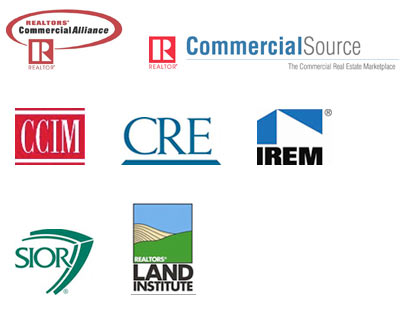 REALTORS®
CommercialAlliance
R
REALTOR®
R
REALTOR®
CommercialSource
The Commercial Real Estate Marketplace
CCIM
CRE
IREM®
SIOR®
REALTORS®
LAND
INSTITUTE